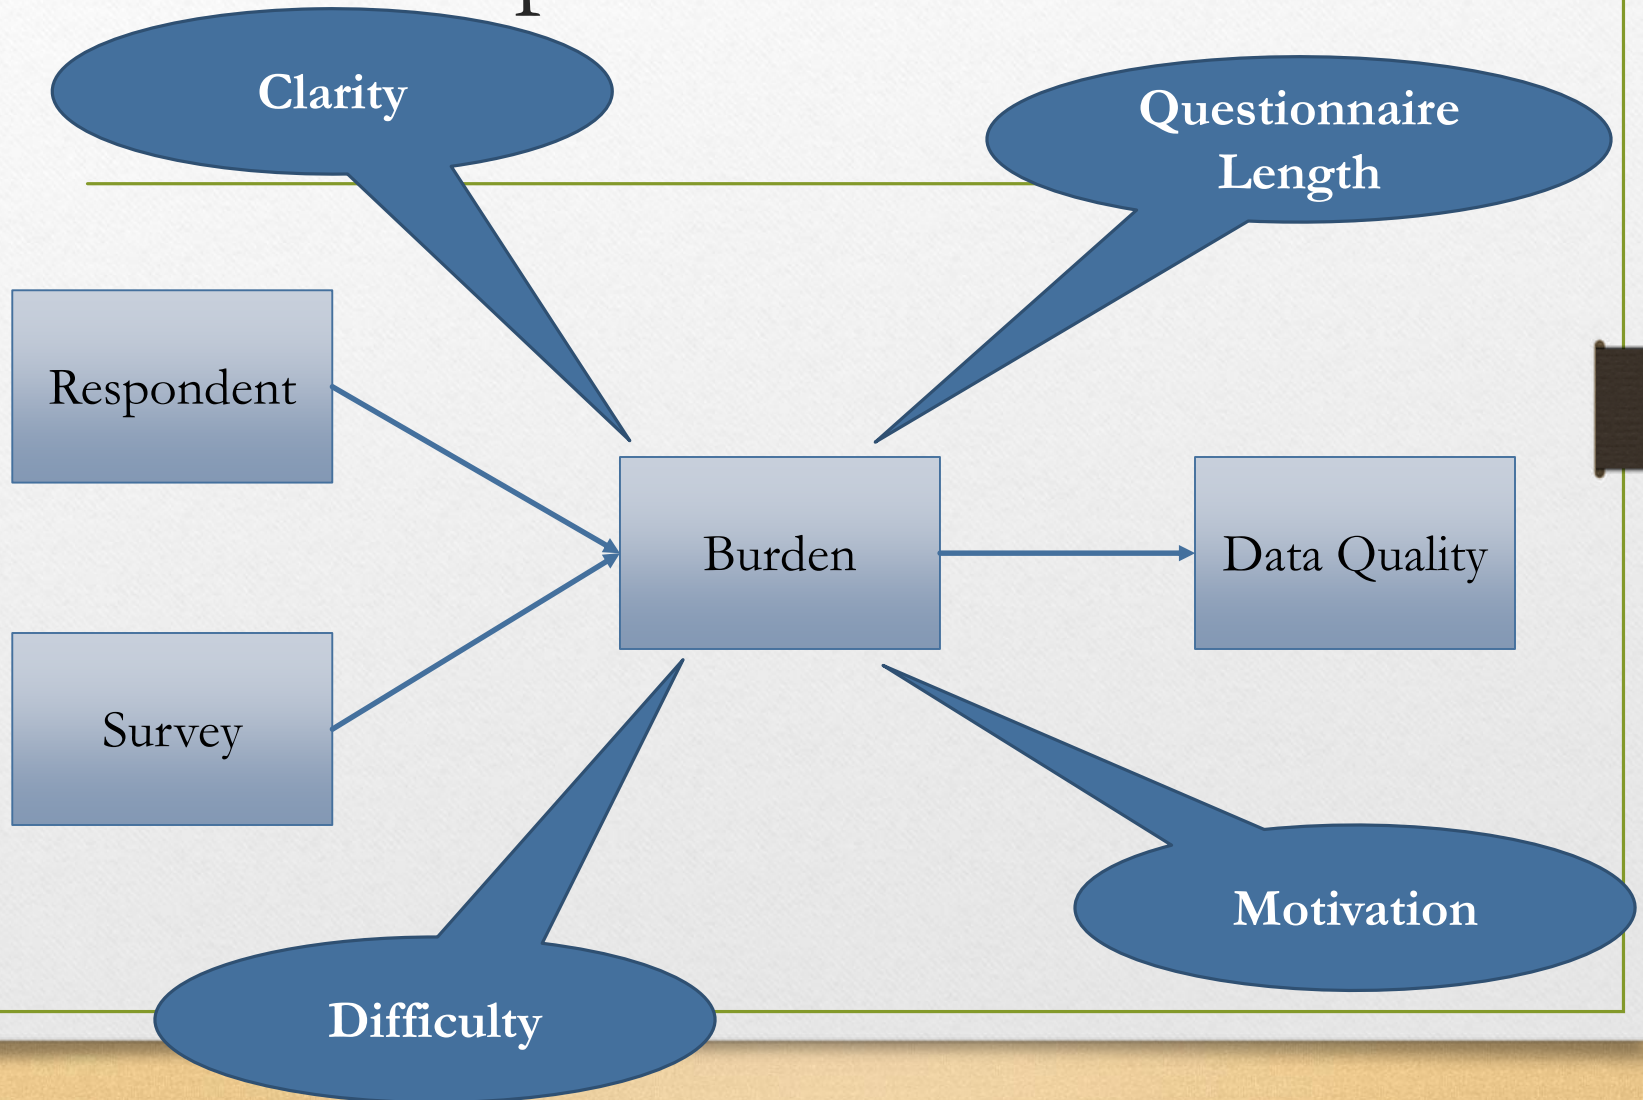 Clarity
Questionnaire
Length
Respondent
Burden
Data Quality
Survey
Motivation
Difficulty